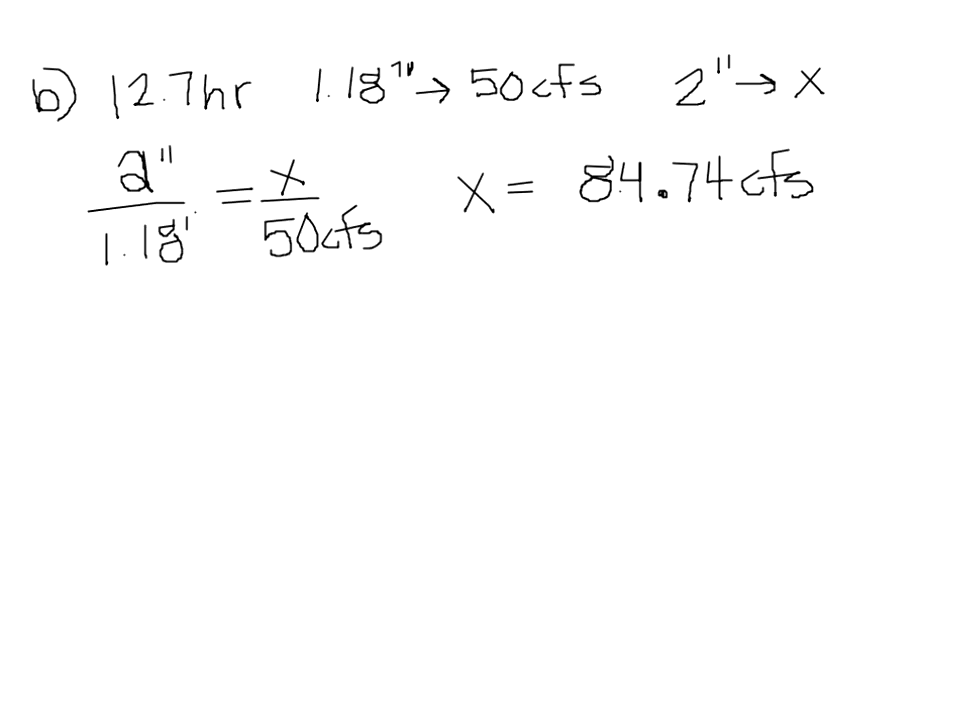 b) 12.7hr 1.18" → 50cfs 2" → x
2"/1.18' = x/50cfs x = 84.74cfs